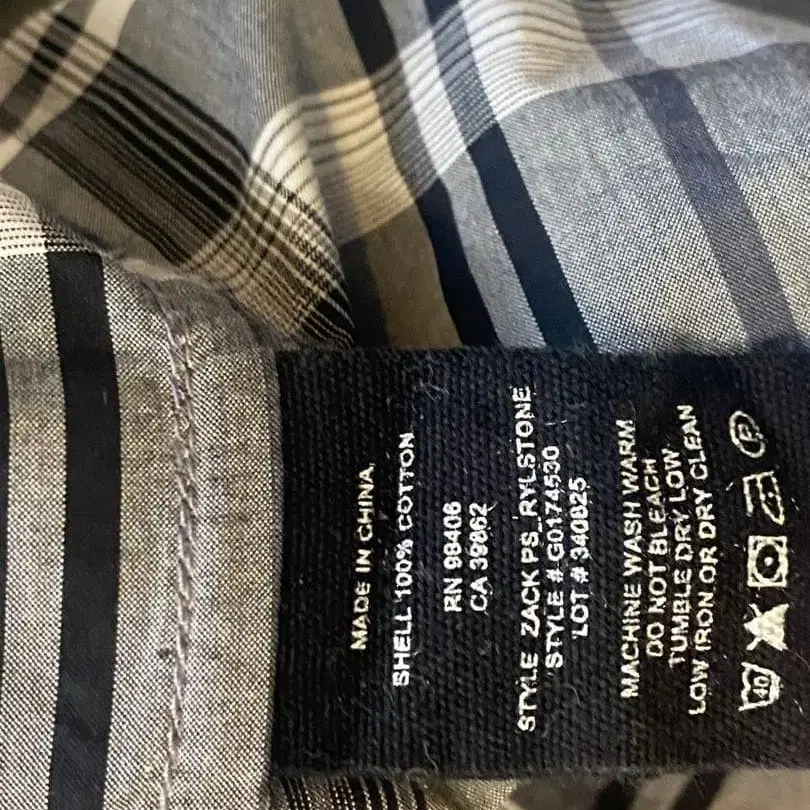 MADE IN CHINA,
SHELL 100% COTTON
RN 98406
CA 39862
STYLE ZACK PS_RYLSTONE
STYLE # G0174530
LOT # 340825
MACHINE WASH WARM
DO NOT BLEACH
TUMBLE DRY LOW
LOW IRON OR DRY CLEAN
40 P